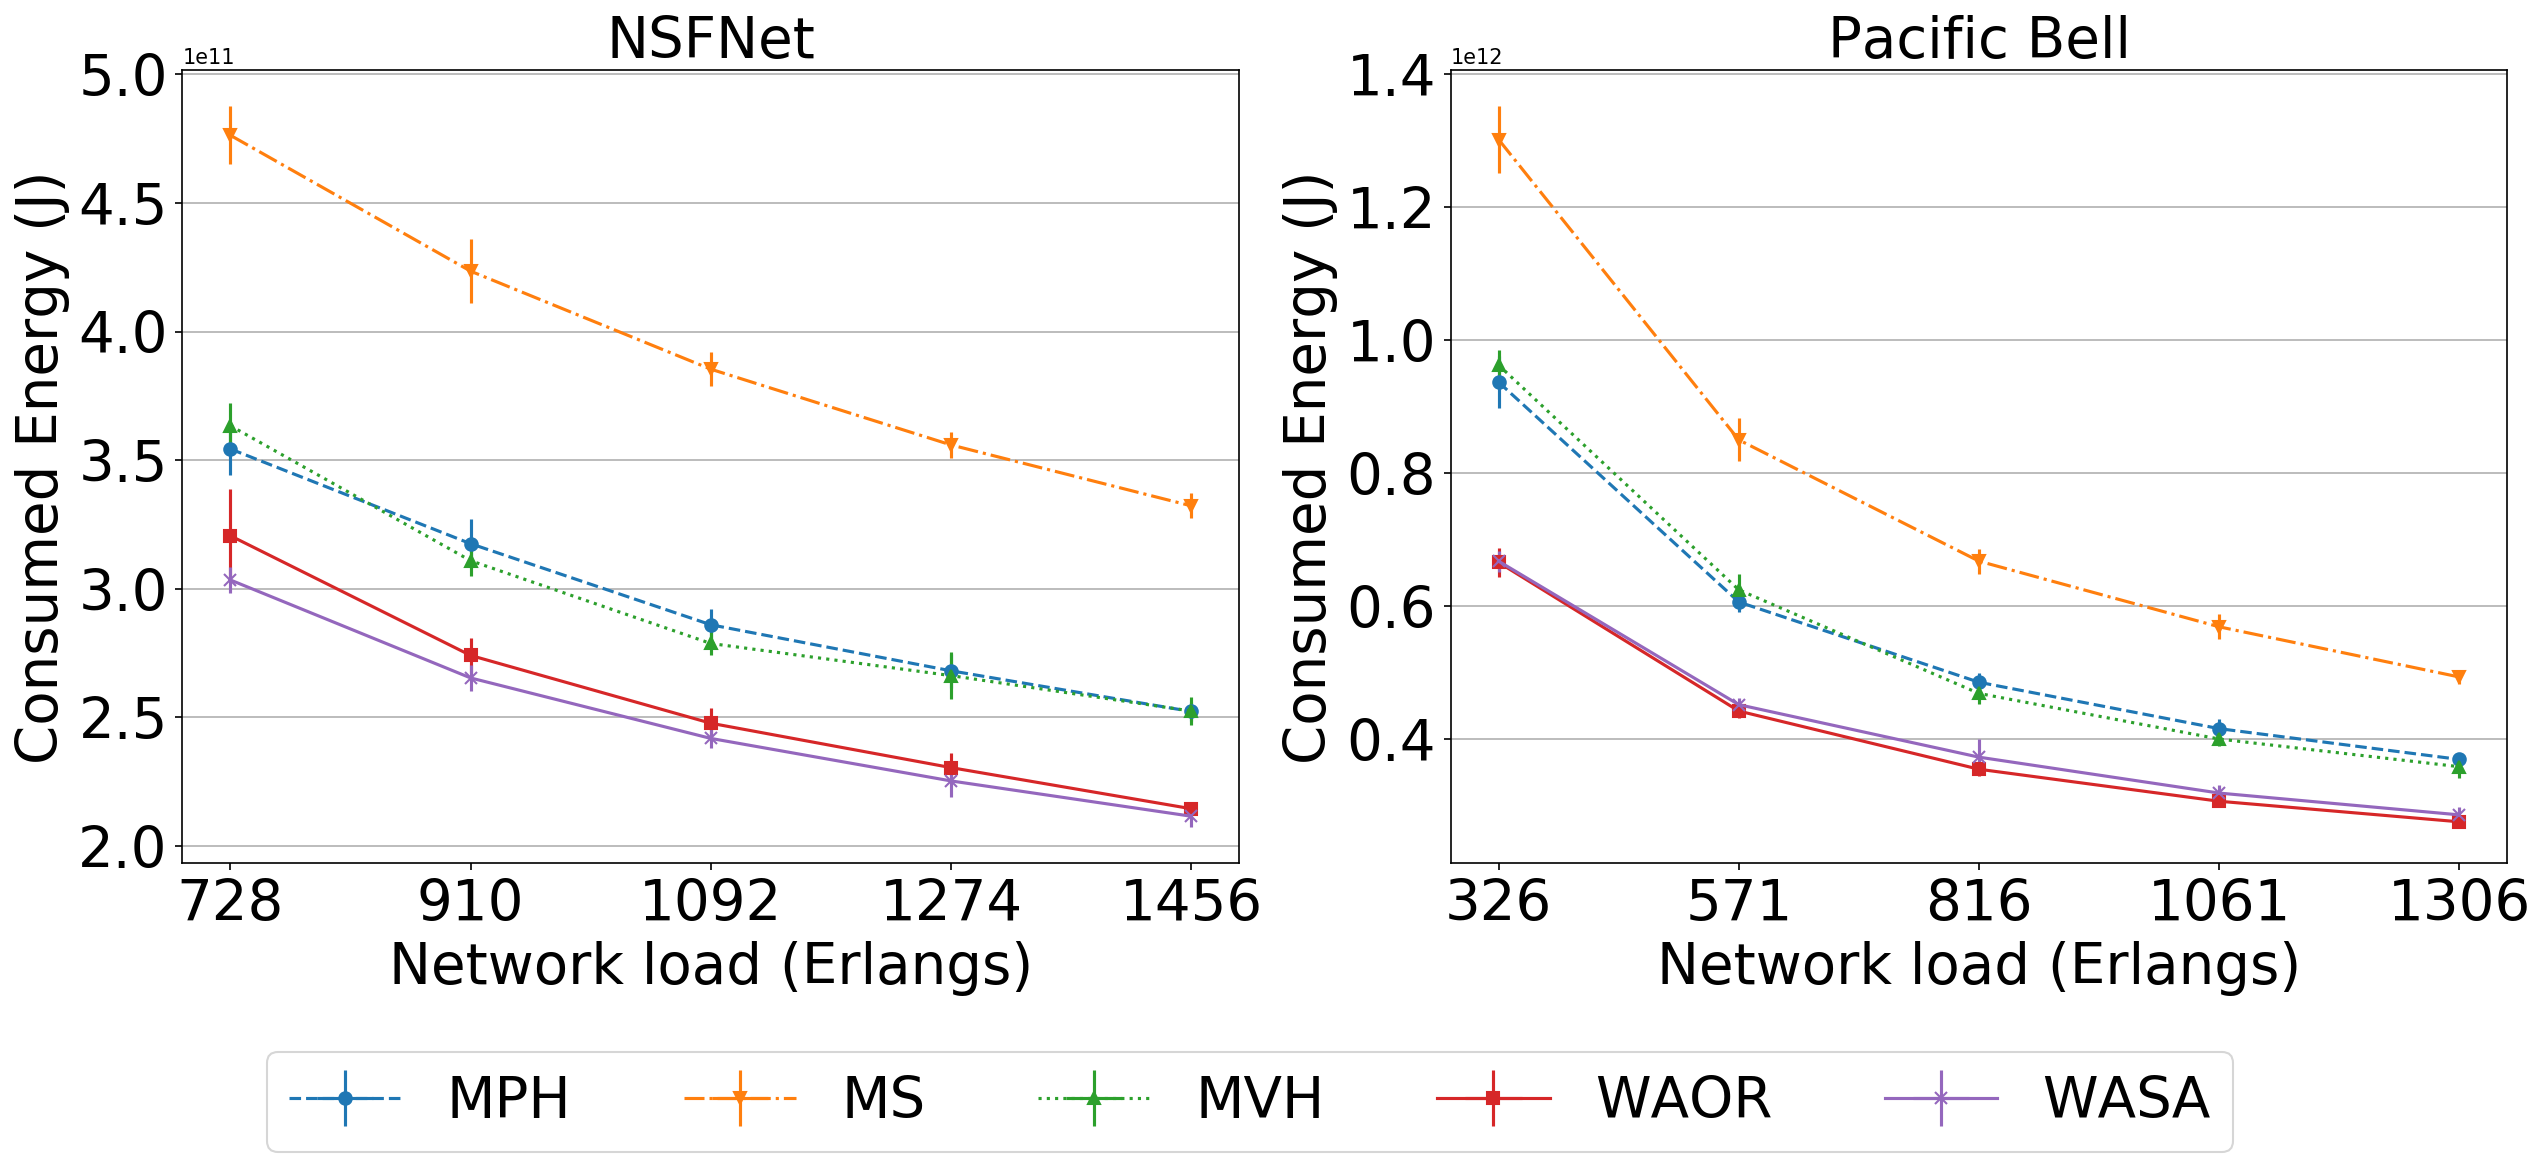 NSFNet
1e11
5.0
4.5
4.0
3.5
3.0
2.5
2.0
Consumed Energy (J)
728 910 1092 1274 1456
Network load (Erlangs)
Pacific Bell
1e12
1.4
1.2
1.0
0.8
0.6
0.4
Consumed Energy (J)
326 571 816 1061 1306
Network load (Erlangs)
MPH MS MVH WAOR WASA